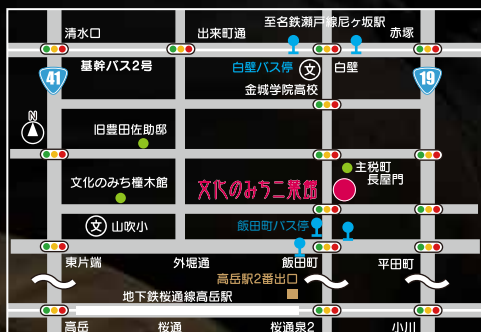 至名鉄瀬戸線尼ヶ坂駅
清水口
出来町通
赤塚
基幹バス2号
白壁バス停
文
白壁
41
19
金城学院高校
N
旧豊田佐助邸
主税町
長屋門
文化のみち橦木館
文化のみち二葉館
文
山吹小
飯田町バス停
東片端
外堀通
飯田町
平田町
高岳駅2番出口
地下鉄桜通線高岳駅
高岳
桜通
桜通泉2
小川